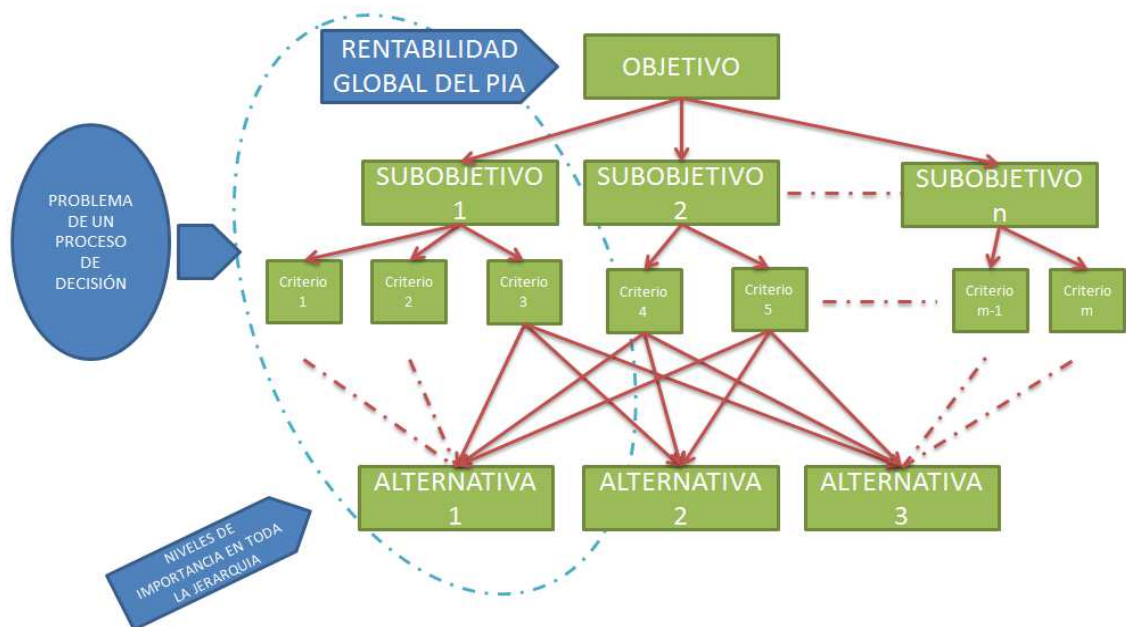 RENTABILIDAD
GLOBAL DEL PIA
OBJETIVO
SUBOBJETIVO
1
SUBOBJETIVO
2
SUBOBJETIVO
n
PROBLEMA
DE UN
PROCESO
DE
DECISIÓN
Criterio
1
Criterio
2
Criterio
3
Criterio
4
Criterio
5
Criterio
m-1
Criterio
m
ALTERNATIVA
1
ALTERNATIVA
2
ALTERNATIVA
3
NIVELES DE
IMPORTANCIA EN TODA
LA JERARQUIA